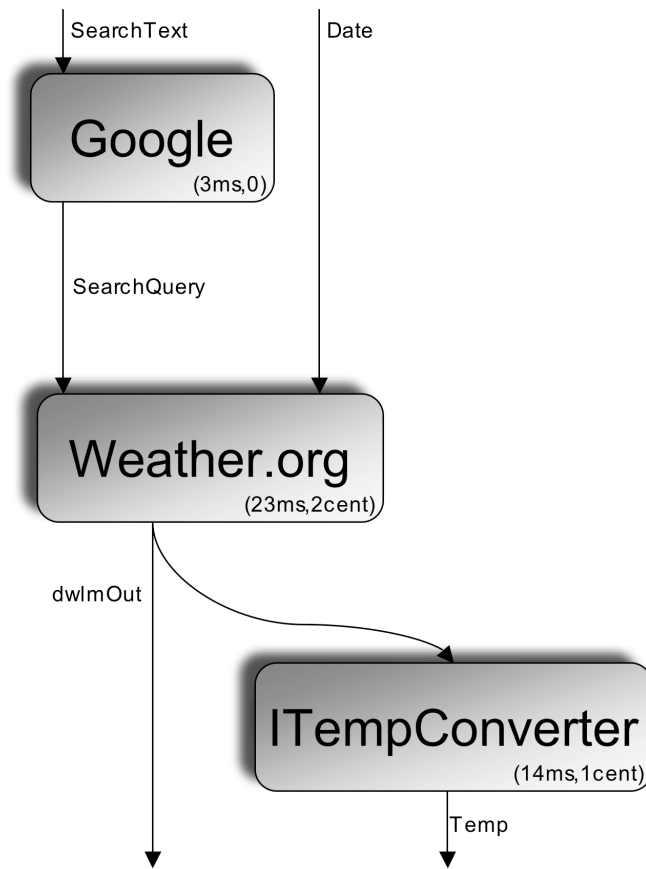 SearchText
Date
Google
(3ms,0)
SearchQuery
Weather.org
(23ms,2cent)
dwlmOut
ITempConverter
(14ms,1cent)
Temp